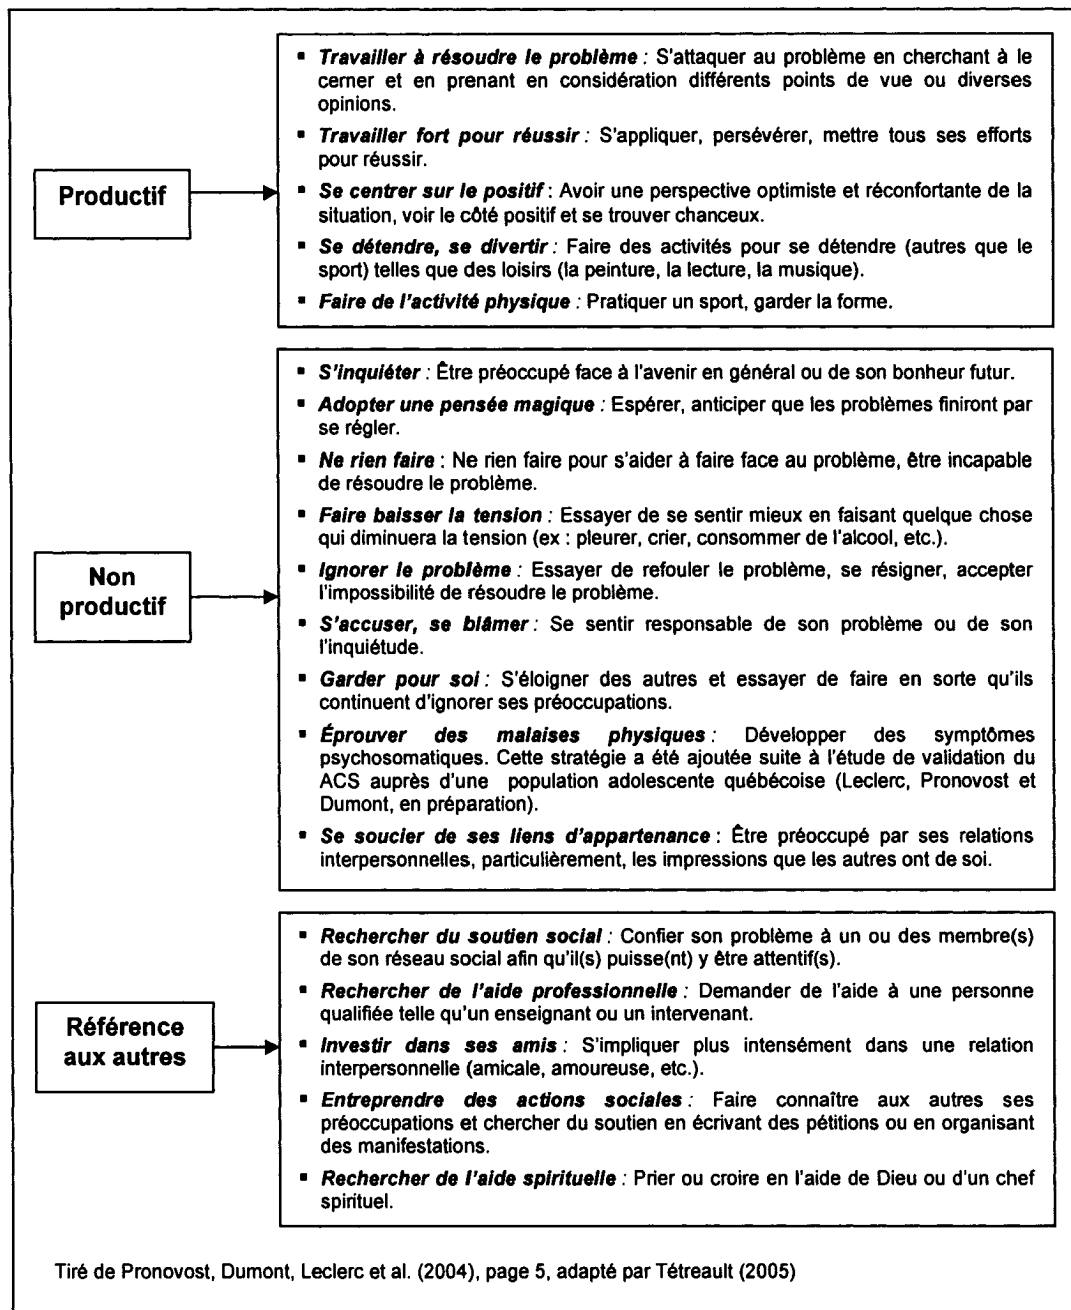 ▪ Travailler à résoudre le problème : S'attaquer au problème en cherchant à le
cerner et en prenant en considération différents points de vue ou diverses
opinions.
▪ Travailler fort pour réussir : S'appliquer, persévérer, mettre tous ses efforts
pour réussir.
Productif
▪ Se centrer sur le positif : Avoir une perspective optimiste et réconfortante de la
situation, voir le côté positif et se trouver chanceux.
▪ Se détendre, se divertir : Faire des activités pour se détendre (autres que le
sport) telles que des loisirs (la peinture, la lecture, la musique).
▪ Faire de l'activité physique : Pratiquer un sport, garder la forme.
▪ S'inquiéter : Être préoccupé face à l'avenir en général ou de son bonheur futur.
▪ Adopter une pensée magique : Espérer, anticiper que les problèmes finiront par
se régler.
▪ Ne rien faire : Ne rien faire pour s'aider à faire face au problème, être incapable
de résoudre le problème.
▪ Faire baisser la tension : Essayer de se sentir mieux en faisant quelque chose
qui diminuera la tension (ex : pleurer, crier, consommer de l'alcool, etc.).
Non
productif
▪ Ignorer le problème : Essayer de refouler le problème, se résigner, accepter
l'impossibilité de résoudre le problème.
▪ S'accuser, se blâmer : Se sentir responsable de son problème ou de son
l'inquiétude.
▪ Garder pour soi : S'éloigner des autres et essayer de faire en sorte qu'ils
continuent d'ignorer ses préoccupations.
▪ Éprouver des malaises physiques : Développer des symptômes
psychosomatiques. Cette stratégie a été ajoutée suite à l'étude de validation du
ACS auprès d'une population adolescente québécoise (Leclerc, Pronovost et
Dumont, en préparation).
▪ Se soucier de ses liens d'appartenance : Être préoccupé par ses relations
interpersonnelles, particulièrement, les impressions que les autres ont de soi.
▪ Rechercher du soutien social : Confier son problème à un ou des membre(s)
de son réseau social afin qu'il(s) puisse(nt) y être attentif(s).
▪ Rechercher de l'aide professionnelle : Demander de l'aide à une personne
qualifiée telle qu'un enseignant ou un intervenant.
Référence
aux autres
▪ Investir dans ses amis : S'impliquer plus intensément dans une relation
interpersonnelle (amicale, amoureuse, etc.).
▪ Entreprendre des actions sociales : Faire connaître aux autres ses
préoccupations et chercher du soutien en écrivant des pétitions ou en organisant
des manifestations.
▪ Rechercher de l'aide spirituelle : Prier ou croire en l'aide de Dieu ou d'un chef
spirituel.
Tiré de Pronovost, Dumont, Leclerc et al. (2004), page 5, adapté par Tétreault (2005)